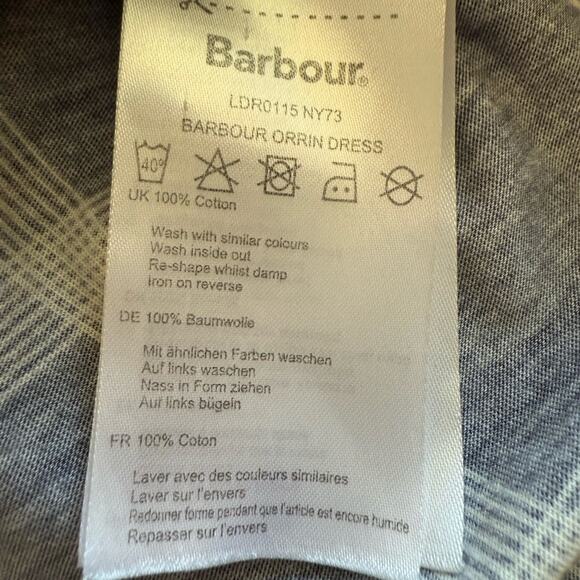 Barbour®
LDR0115 NY73
BARBOUR ORRIN DRESS
40°
UK 100% Cotton
Wash with similar colours
Wash inside out
Re-shape whilst damp
Iron on reverse
DE 100% Baumwolle
Mit ähnlichen Farben waschen
Auf links waschen
Nass in Form ziehen
Auf links bügeln
FR 100% Coton
Laver avec des couleurs similaires
Laver sur l'envers
Redonner forme pendant que l'article est encore humide
Repasser sur l'envers